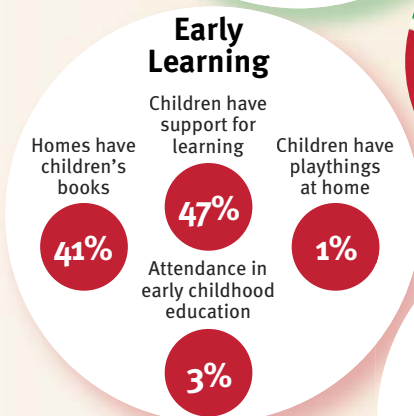 Early
Learning
Children have
support for
learning
47%
Homes have
children's
books
41%
Children have
playthings
at home
1%
Attendance in
early childhood
education
3%